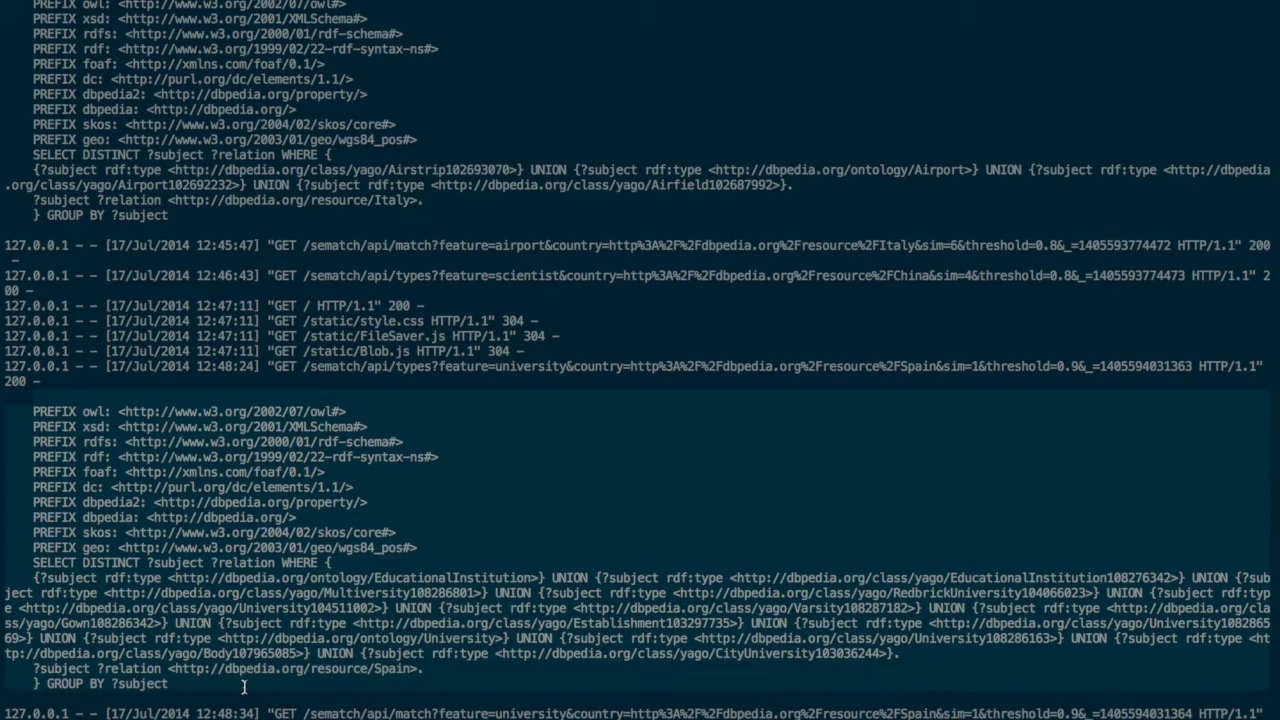 PREFIX owl: <http://www.w3.org/2002/07/owl#>
PREFIX xsd: <http://www.w3.org/2001/XMLSchema#>
PREFIX rdfs: <http://www.w3.org/2000/01/rdf-schema#>
PREFIX rdf: <http://www.w3.org/1999/02/22-rdf-syntax-ns#>
PREFIX foaf: <http://xmlns.com/foaf/0.1/>
PREFIX dc: <http://purl.org/dc/elements/1.1/>
PREFIX dbpedia2: <http://dbpedia.org/property/>
PREFIX dbpedia: <http://dbpedia.org/>
PREFIX skos: <http://www.w3.org/2004/02/skos/core#>
PREFIX geo: <http://www.w3.org/2003/01/geo/wgs84_pos#>
SELECT DISTINCT ?subject ?relation WHERE {
{?subject rdf:type <http://dbpedia.org/class/yago/Airstrip102693070>} UNION {?subject rdf:type <http://dbpedia.org/ontology/Airport>} UNION {?subject rdf:type <http://dbpedia
.org/class/yago/Airport102692232>} UNION {?subject rdf:type <http://dbpedia.org/class/yago/Airfield102687992>}.
?subject ?relation <http://dbpedia.org/resource/Italy>.
} GROUP BY ?subject
127.0.0.1 - - [17/Jul/2014 12:45:47] "GET /sematch/api/match?feature=airport&country=http%3A%2F%2Fdbpedia.org%2Fresource%2FItaly&sim=6&threshold=0.8&_=1405593774472 HTTP/1.1" 200
-
127.0.0.1 - - [17/Jul/2014 12:46:43] "GET /sematch/api/types?feature=scientist&country=http%3A%2F%2Fdbpedia.org%2Fresource%2FChina&sim=4&threshold=0.8&_=1405593774473 HTTP/1.1" 2
00 -
127.0.0.1 - - [17/Jul/2014 12:47:11] "GET / HTTP/1.1" 200 -
127.0.0.1 - - [17/Jul/2014 12:47:11] "GET /static/style.css HTTP/1.1" 304 -
127.0.0.1 - - [17/Jul/2014 12:47:11] "GET /static/FileSaver.js HTTP/1.1" 304 -
127.0.0.1 - - [17/Jul/2014 12:47:11] "GET /static/Blob.js HTTP/1.1" 304 -
127.0.0.1 - - [17/Jul/2014 12:48:24] "GET /sematch/api/types?feature=university&country=http%3A%2F%2Fdbpedia.org%2Fresource%2FSpain&sim=1&threshold=0.9&_=1405594031363 HTTP/1.1"
200 -
PREFIX owl: <http://www.w3.org/2002/07/owl#>
PREFIX xsd: <http://www.w3.org/2001/XMLSchema#>
PREFIX rdfs: <http://www.w3.org/2000/01/rdf-schema#>
PREFIX rdf: <http://www.w3.org/1999/02/22-rdf-syntax-ns#>
PREFIX foaf: <http://xmlns.com/foaf/0.1/>
PREFIX dc: <http://purl.org/dc/elements/1.1/>
PREFIX dbpedia2: <http://dbpedia.org/property/>
PREFIX dbpedia: <http://dbpedia.org/>
PREFIX skos: <http://www.w3.org/2004/02/skos/core#>
PREFIX geo: <http://www.w3.org/2003/01/geo/wgs84_pos#>
SELECT DISTINCT ?subject ?relation WHERE {
{?subject rdf:type <http://dbpedia.org/ontology/EducationalInstitution>} UNION {?subject rdf:type <http://dbpedia.org/class/yago/EducationalInstitution108276342>} UNION {?sub
ject rdf:type <http://dbpedia.org/class/yago/Multiversity108286801>} UNION {?subject rdf:type <http://dbpedia.org/class/yago/RedbrickUniversity104066023>} UNION {?subject rdf:typ
e <http://dbpedia.org/class/yago/University104511002>} UNION {?subject rdf:type <http://dbpedia.org/class/yago/Varsity108287182>} UNION {?subject rdf:type <http://dbpedia.org/cla
ss/yago/Gown108286342>} UNION {?subject rdf:type <http://dbpedia.org/class/yago/Establishment103297735>} UNION {?subject rdf:type <http://dbpedia.org/class/yago/University1082865
69>} UNION {?subject rdf:type <http://dbpedia.org/ontology/University>} UNION {?subject rdf:type <http://dbpedia.org/class/yago/University108286163>} UNION {?subject rdf:type <ht
tp://dbpedia.org/class/yago/Body107965085>} UNION {?subject rdf:type <http://dbpedia.org/class/yago/CityUniversity103036244>}.
?subject ?relation <http://dbpedia.org/resource/Spain>.
} GROUP BY ?subject
127.0.0.1 - - [17/Jul/2014 12:48:34] "GET /sematch/api/match?feature=university&country=http%3A%2F%2Fdbpedia.org%2Fresource%2FSpain&sim=1&threshold=0.9&_=1405594031364 HTTP/1.1"